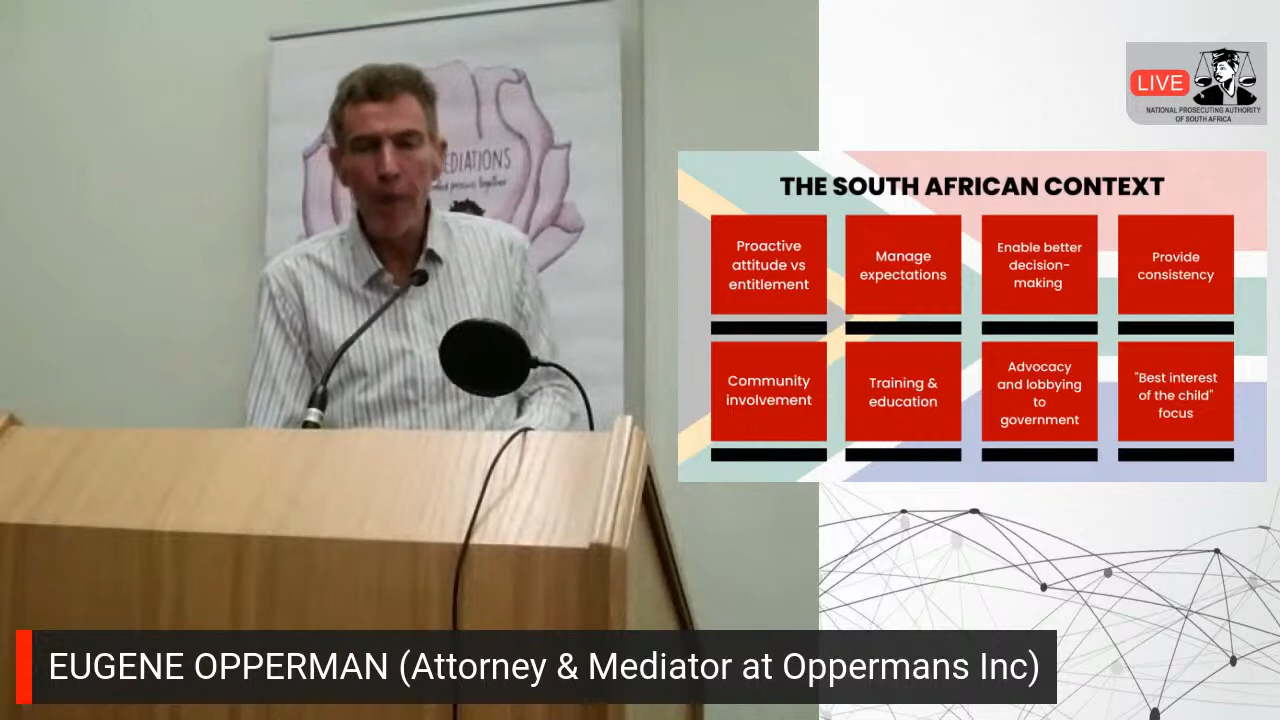 EDIATIONS
LIVE
NATIONAL PROSECUTING AUTHORITY
OF SOUTH AFRICA
THE SOUTH AFRICAN CONTEXT
Proactive
attitude vs
entitlement
Manage
expectations
Enable better
decision-
making
Provide
consistency
Community
involvement
Training &
education
Advocacy
and lobbying
to
government
"Best interest
of the child"
focus
EUGENE OPPERMAN (Attorney & Mediator at Oppermans Inc)